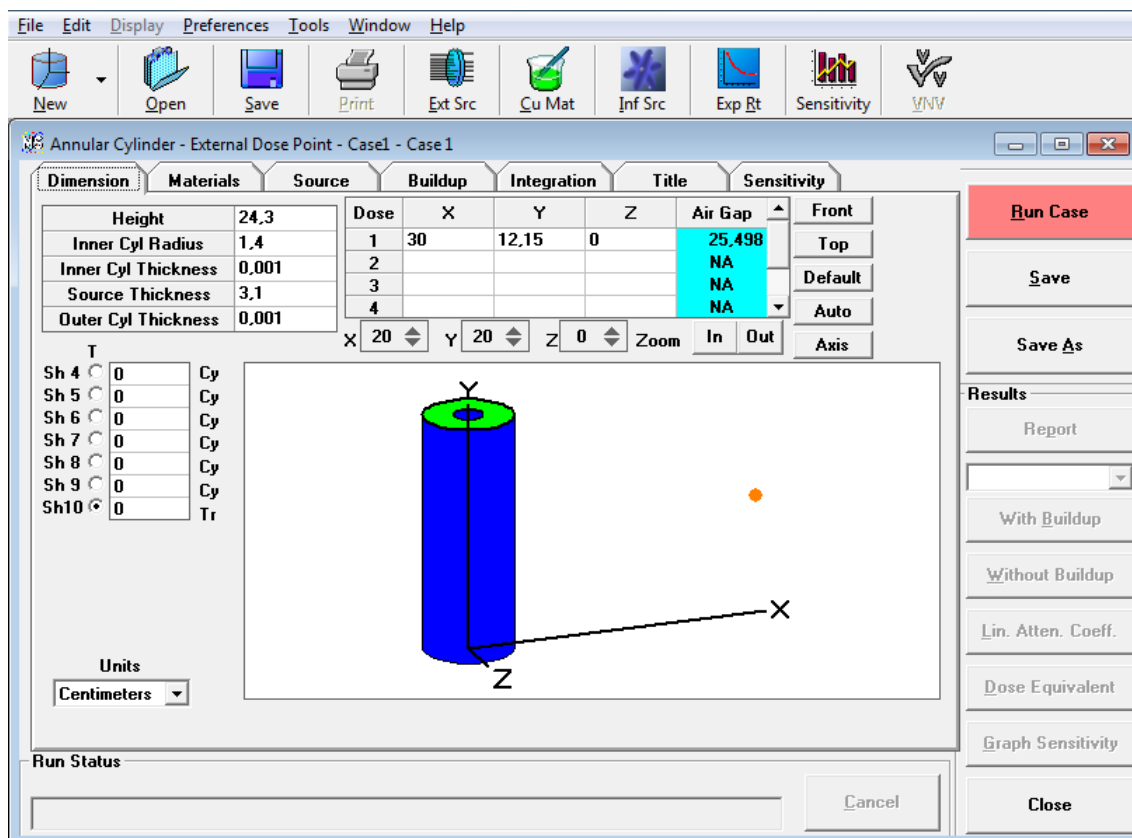 File Edit Display Preferences Tools Window Help
New Open Save Print Ext Src Cu Mat Inf Src Exp Rt Sensitivity VNV
Annular Cylinder - External Dose Point - Case1 - Case 1
Dimension Materials Source Buildup Integration Title Sensitivity
Height 24,3
Inner Cyl Radius 1,4
Inner Cyl Thickness 0,001
Source Thickness 3,1
Outer Cyl Thickness 0,001
Dose X Y Z Air Gap
1 30 12,15 0 25,498
2 NA
3 NA
4 NA
X 20 Y 20 Z 0 Zoom In Out
Front
Top
Default
Auto
Axis
T
Sh 4 0 Cy
Sh 5 0 Cy
Sh 6 0 Cy
Sh 7 0 Cy
Sh 8 0 Cy
Sh 9 0 Cy
Sh10 0 Tr
Y
X
Z
Units
Centimeters
Run Case
Save
Save As
Results
Report
With Buildup
Without Buildup
Lin. Atten. Coeff.
Dose Equivalent
Graph Sensitivity
Close
Run Status
Cancel